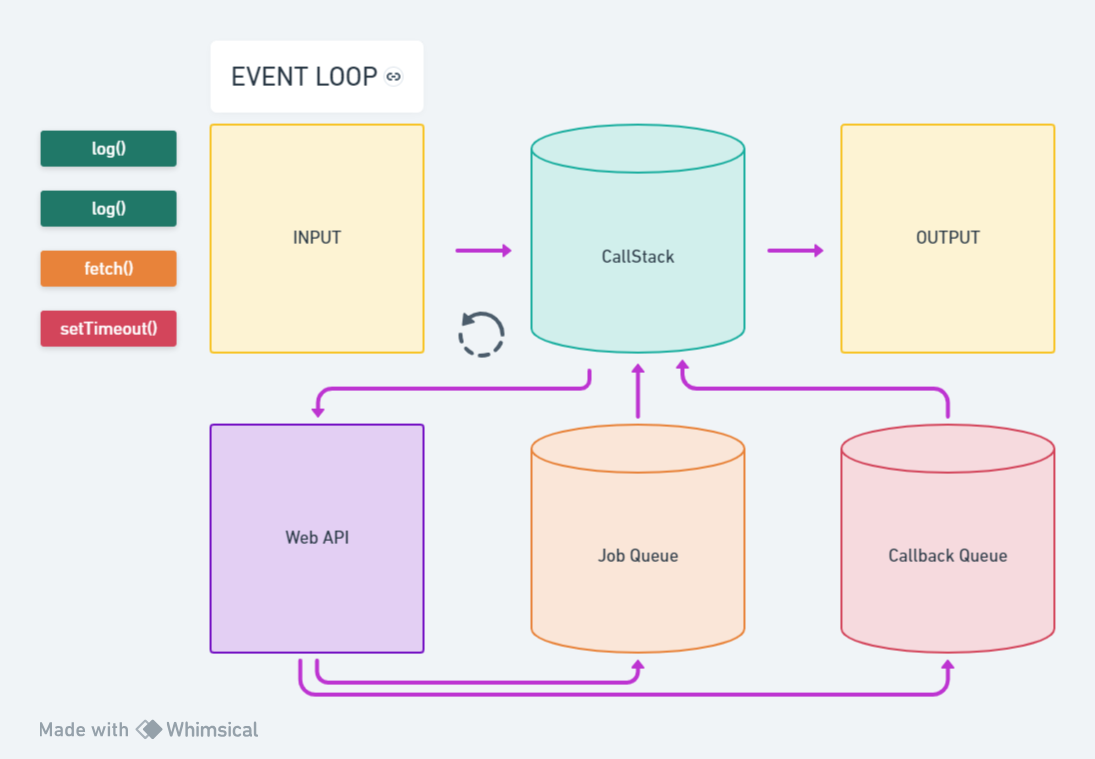 EVENT LOOP
log()
log()
fetch()
setTimeout()
INPUT
CallStack
OUTPUT
Web API
Job Queue
Callback Queue
Made with Whimsical